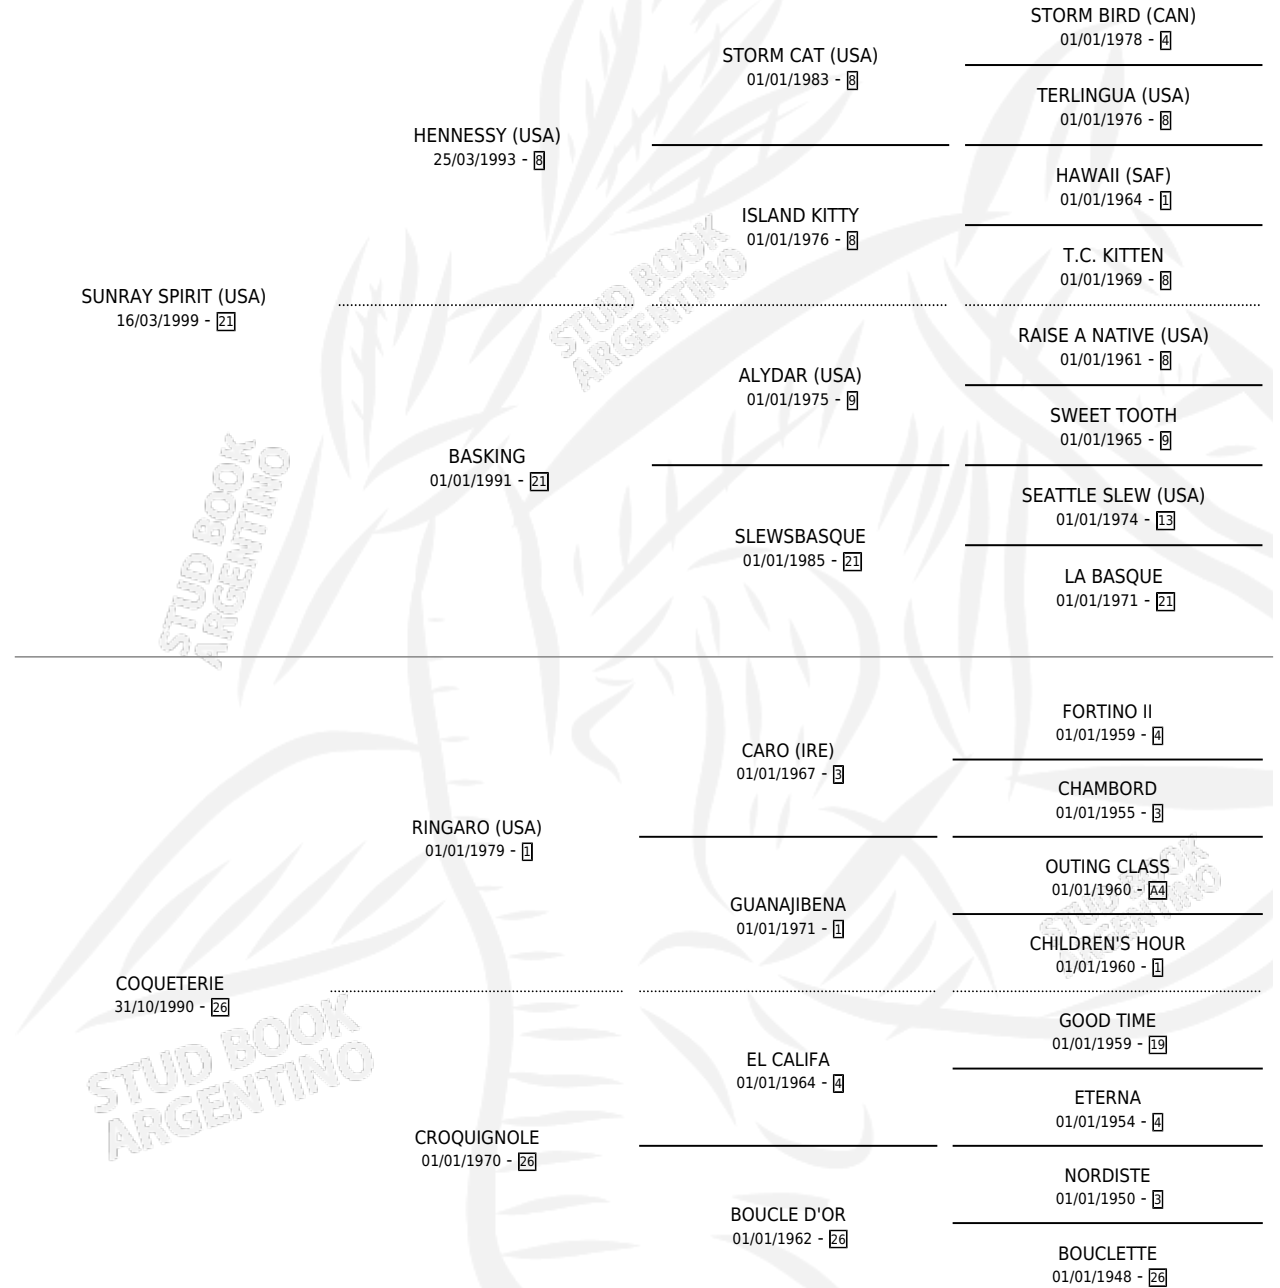 STORM BIRD (CAN)
01/01/1978 - 4
STORM CAT (USA)
01/01/1983 - 8
TERLINGUA (USA)
01/01/1976 - 8
HENNESSY (USA)
25/03/1993 - 8
HAWAII (SAF)
01/01/1964 - 1
ISLAND KITTY
01/01/1976 - 8
T.C. KITTEN
01/01/1969 - 8
SUNRAY SPIRIT (USA)
16/03/1999 - 21
STUD BOOK
ARGENTINO
RAISE A NATIVE (USA)
01/01/1961 - 8
ALYDAR (USA)
01/01/1975 - 9
SWEET TOOTH
01/01/1965 - 9
BASKING
01/01/1991 - 21
SEATTLE SLEW (USA)
01/01/1974 - 13
SLEWSBASQUE
01/01/1985 - 21
LA BASQUE
01/01/1971 - 21
STUD BOOK
ARGENTINO
FORTINO II
01/01/1959 - 4
CARO (IRE)
01/01/1967 - 3
CHAMBORD
01/01/1955 - 3
RINGARO (USA)
01/01/1979 - 1
OUTING CLASS
01/01/1960 - A4
GUANAJIBENA
01/01/1971 - 1
STUD BOOK
ARGENTINO
CHILDREN'S HOUR
01/01/1960 - 1
COQUETERIE
31/10/1990 - 26
STUD BOOK
ARGENTINO
GOOD TIME
01/01/1959 - 19
EL CALIFA
01/01/1964 - 4
ETERNA
01/01/1954 - 4
CROQUIGNOLE
01/01/1970 - 26
NORDISTE
01/01/1950 - 3
BOUCLE D'OR
01/01/1962 - 26
BOUCLETTE
01/01/1948 - 26